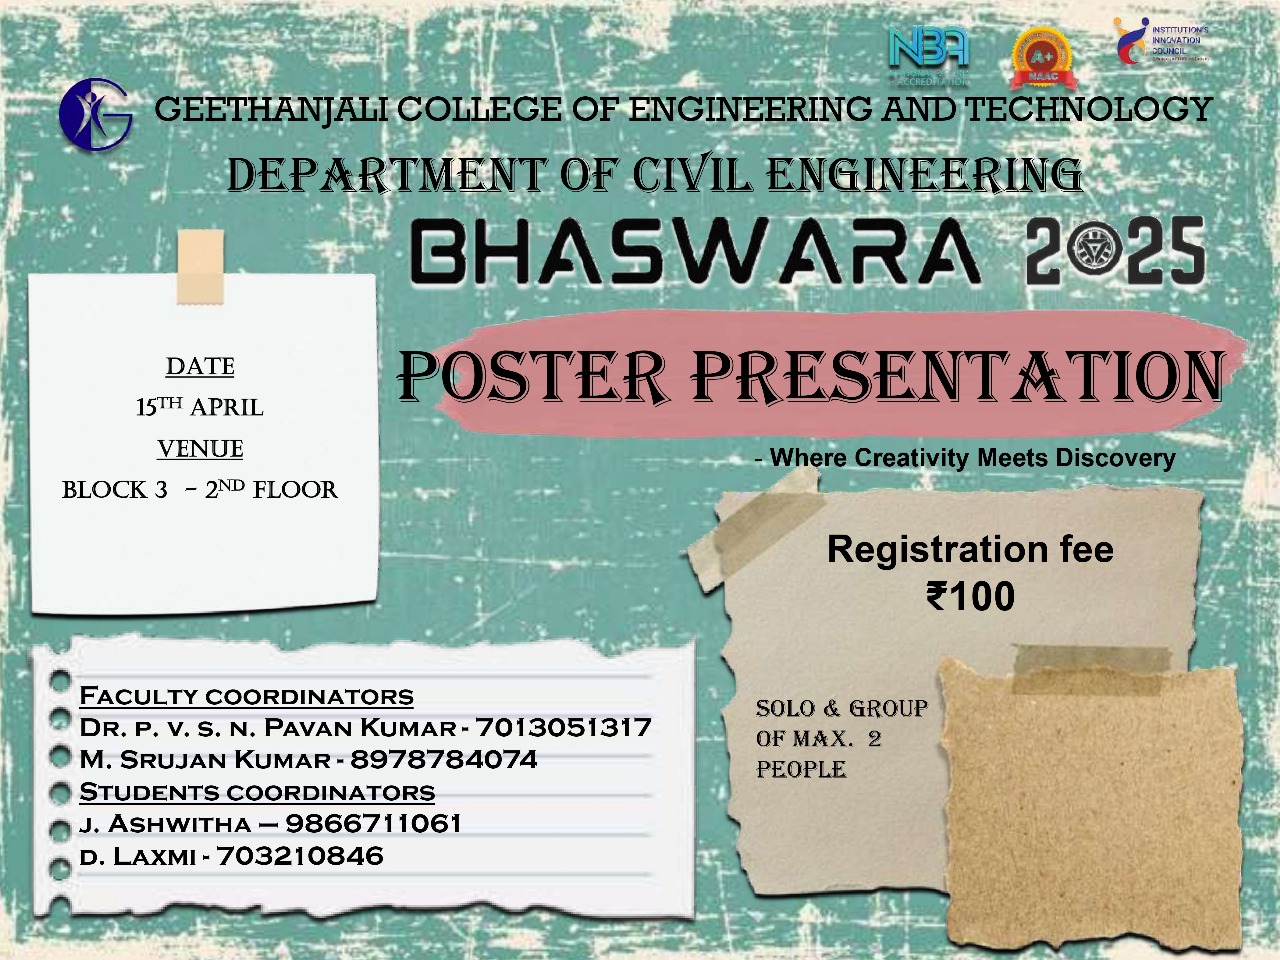 NBA
NAAC
A+
INSTITUTION'S
INNOVATION
COUNCIL
GEETHANJALI COLLEGE OF ENGINEERING AND TECHNOLOGY
DEPARTMENT OF CIVIL ENGINEERING
BHASWARA 2025
POSTER PRESENTATION
- Where Creativity Meets Discovery
DATE
15TH APRIL
VENUE
BLOCK 3 – 2ND FLOOR
Registration fee
₹100
SOLO & GROUP
OF MAX. 2
PEOPLE
FACULTY COORDINATORS
DR. P. V. S. N. PAVAN KUMAR - 7013051317
M. SRUJAN KUMAR - 8978784074
STUDENTS COORDINATORS
J. ASHWITHA – 9866711061
D. LAXMI - 703210846